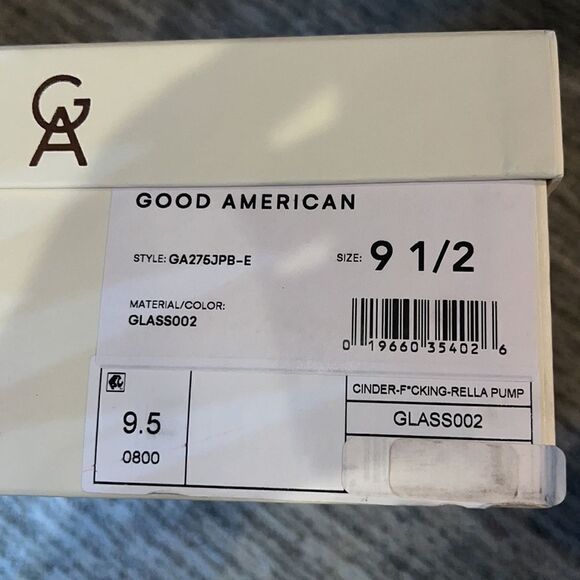 GA
GOOD AMERICAN
STYLE: GA275JPB-E
SIZE: 9 1/2
MATERIAL/COLOR:
GLASS002
0 19660 35402 6
9.5
0800
CINDER-F*CKING-RELLA PUMP
GLASS002